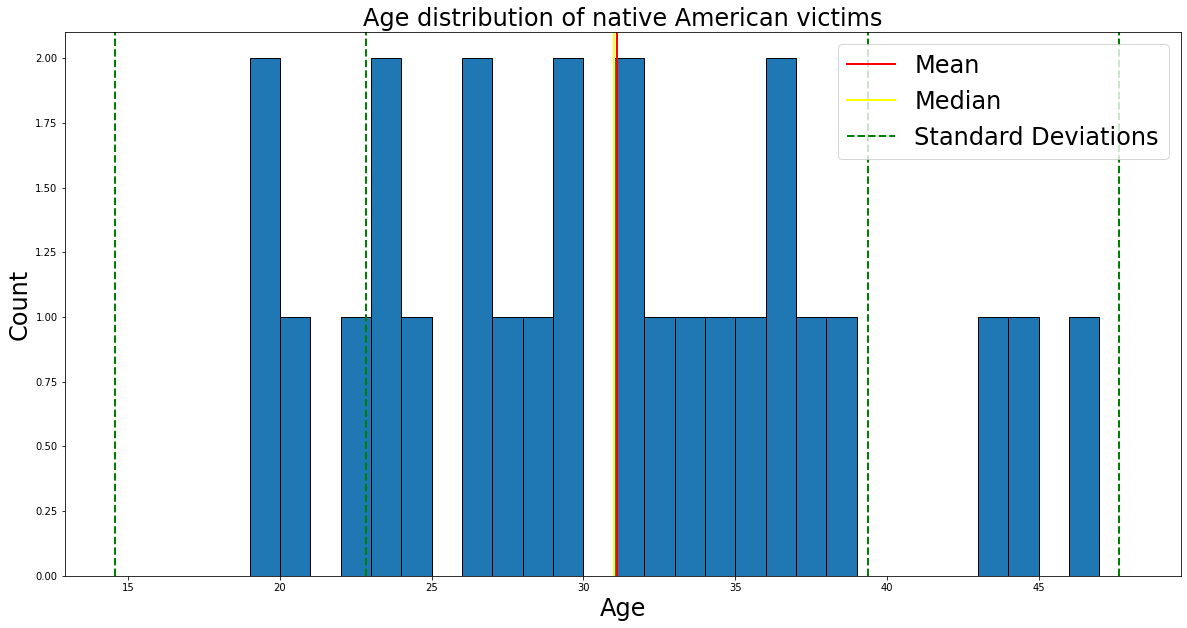 Age distribution of native American victims
Mean
Median
Standard Deviations
2.00
1.75
1.50
1.25
1.00
0.75
0.50
0.25
0.00
Count
15 20 25 30 35 40 45
Age